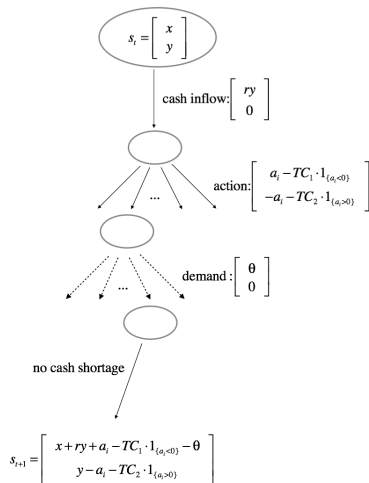 s_t = [ x y ]
cash inflow: [ ry 0 ]
...
action: [ a_i − TC_1 · 1_{a_i<0} −a_i − TC_2 · 1_{a_i>0} ]
...
demand : [ θ 0 ]
no cash shortage
s_{t+1} = [ x + ry + a_i − TC_1 · 1_{a_i<0} − θ y − a_i − TC_2 · 1_{a_i>0} ]